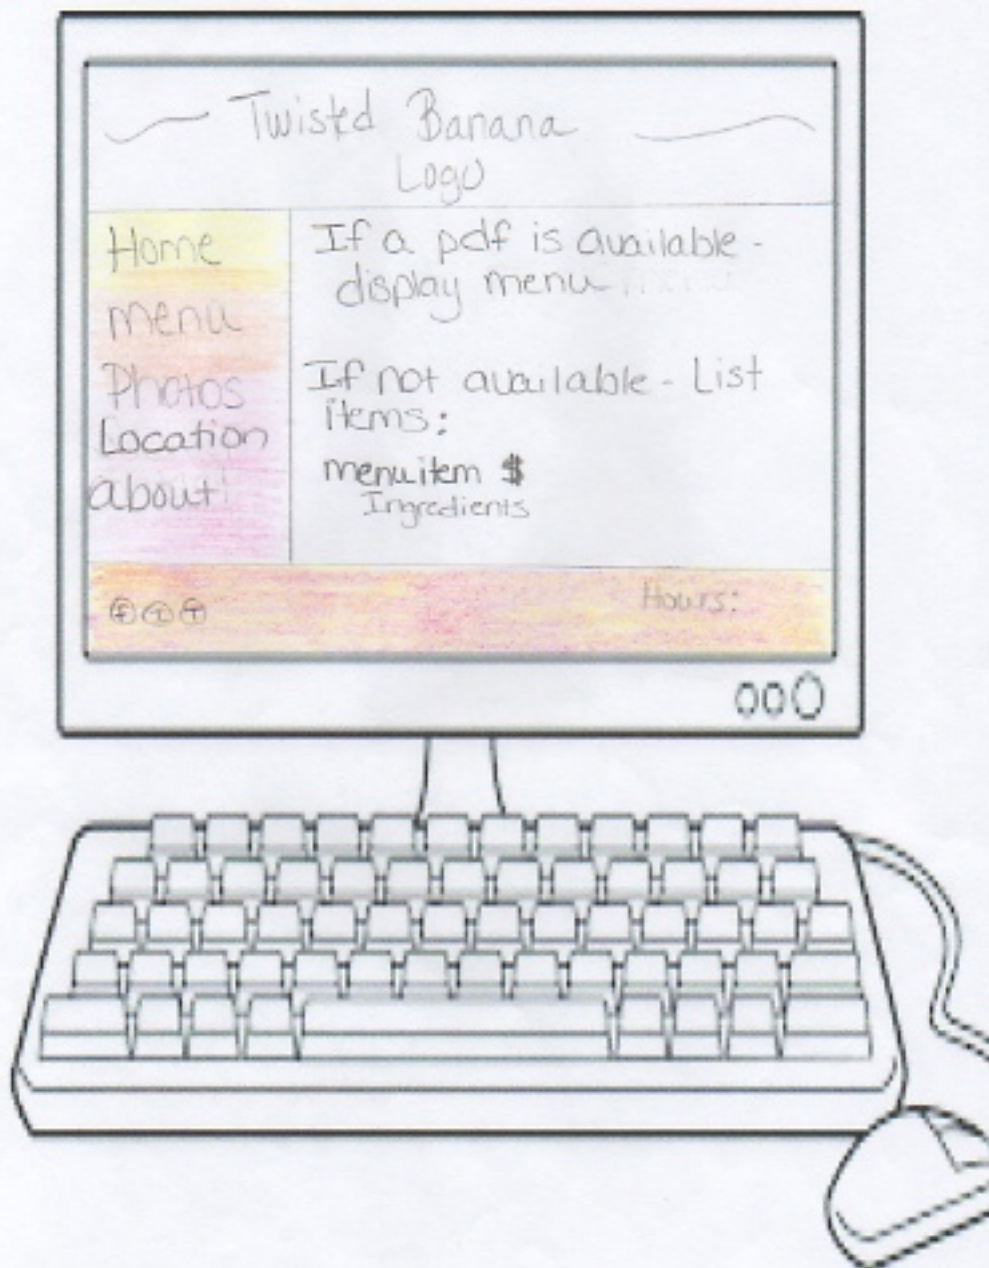 Twisted Banana
Logo
Home
menu
Photos
Location
about
If a pdf is available -
display menu
If not available - List
items:
menuitem $
Ingredients
Hours: